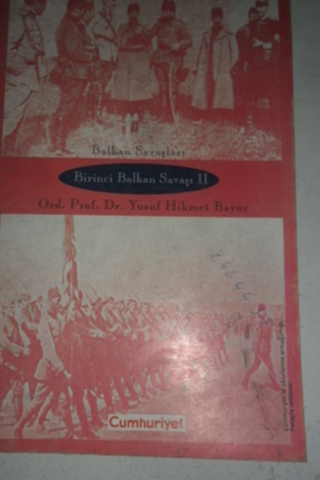 Balkan Savaşları
Birinci Balkan Savaşı II
Ord. Prof. Dr. Yusuf Hikmet Bayur
Cumhuriyet